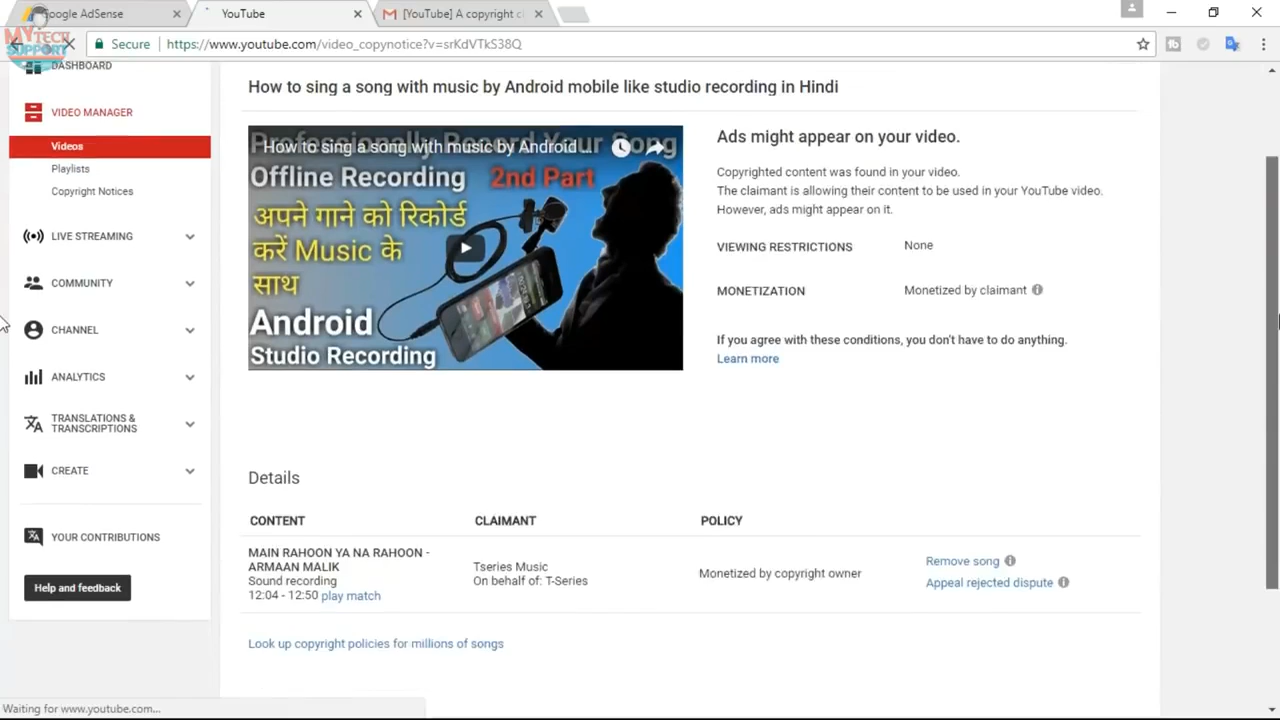 Google AdSense
YouTube
[YouTube] A copyright c
MY TECH
SUPPORT
Secure
https://www.youtube.com/video_copynotice?v=srKdVTkS38Q
DASHBOARD
VIDEO MANAGER
Videos
Playlists
Copyright Notices
LIVE STREAMING
COMMUNITY
CHANNEL
ANALYTICS
TRANSLATIONS &
TRANSCRIPTIONS
CREATE
YOUR CONTRIBUTIONS
Help and feedback
How to sing a song with music by Android mobile like studio recording in Hindi
Professionally Record Your Song
How to sing a song with music by Android ...
Offline Recording 2nd Part
अपने गाने को रिकोर्ड
करें Music के
साथ
Android
Studio Recording
Ads might appear on your video.
Copyrighted content was found in your video.
The claimant is allowing their content to be used in your YouTube video.
However, ads might appear on it.
VIEWING RESTRICTIONS None
MONETIZATION Monetized by claimant
If you agree with these conditions, you don't have to do anything.
Learn more
Details
CONTENT CLAIMANT POLICY
MAIN RAHOON YA NA RAHOON -
ARMAAN MALIK
Sound recording
12:04 - 12:50 play match
Tseries Music
On behalf of: T-Series
Monetized by copyright owner
Remove song
Appeal rejected dispute
Look up copyright policies for millions of songs
Waiting for www.youtube.com...